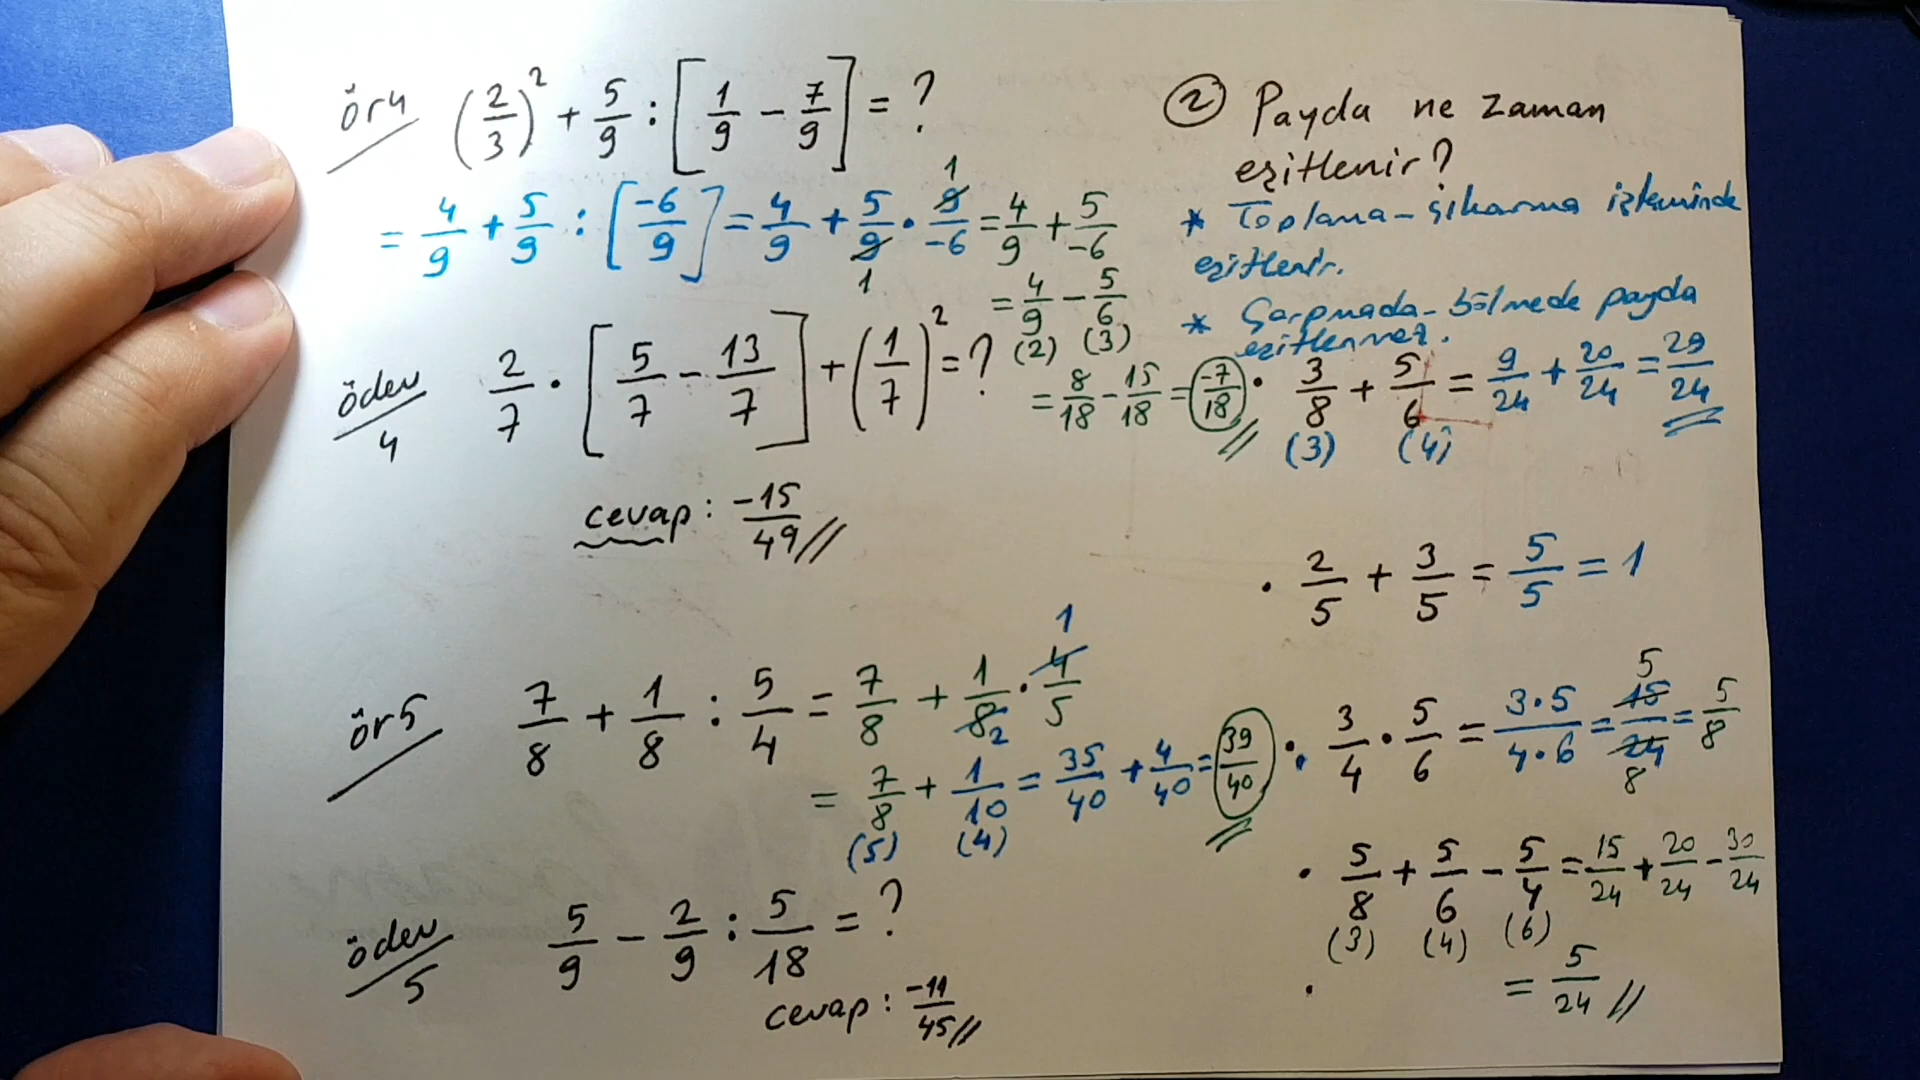 ör4 (2/3)² + 5/9 : [1/9 − 7/9] = ?
= 4/9 + 5/9 : [−6/9] = 4/9 + 5/9 · 9/−6 = 4/9 + 5/−6
1
1
= 4/9 − 5/6
(2) (3)
= 8/18 − 15/18 = −7/18
ödev 4 2/7 · [5/7 − 13/7] + (1/7)² = ?
cevap : −15/49
ör5 7/8 + 1/8 : 5/4 = 7/8 + 1/8 · 4/5
1
2
= 7/8 + 1/10 = 35/40 + 4/40 = 39/40
(5) (4)
ödev 5 5/9 − 2/9 : 5/18 = ?
cevap : −11/45
② Payda ne zaman
eşitlenir?
* Toplama - çıkarma işleminde
eşitlenir.
* Çarpmada - bölmede payda
eşitlenmez.
· 3/8 + 5/6 = 9/24 + 20/24 = 29/24
(3) (4)
· 2/5 + 3/5 = 5/5 = 1
· 3/4 · 5/6 = 3·5/4·6 = 15/24 = 5/8
5
8
· 5/8 + 5/6 − 5/4 = 15/24 + 20/24 − 30/24
(3) (4) (6)
· = 5/24